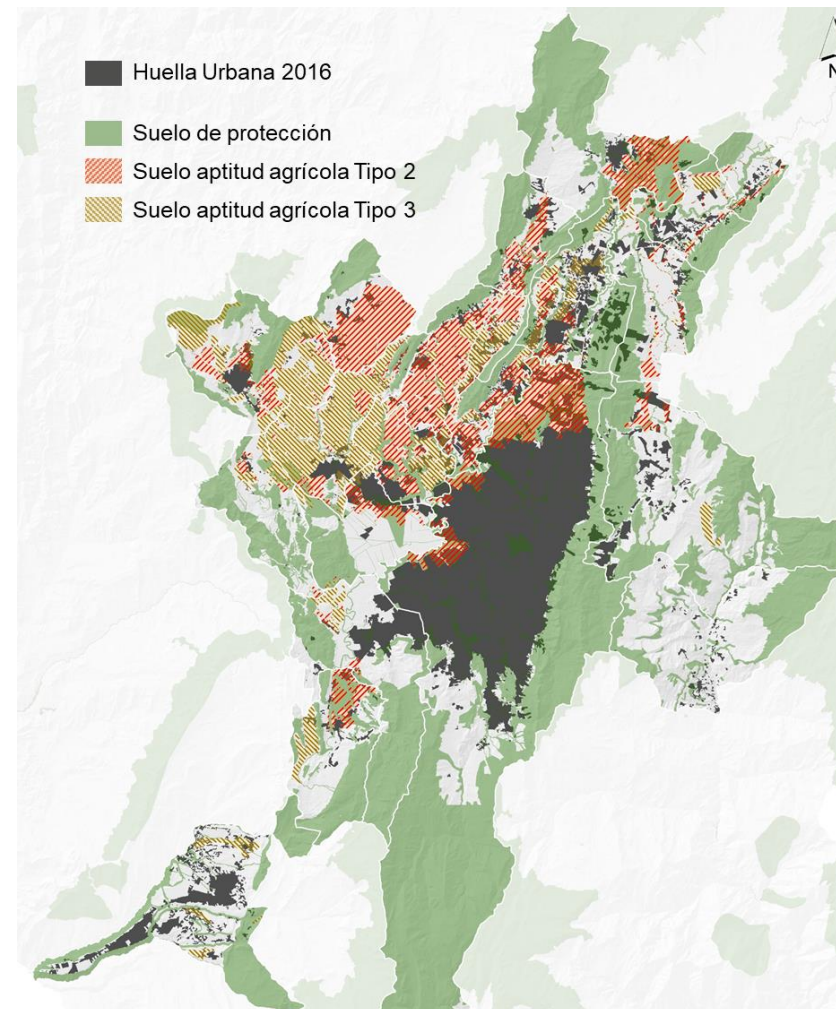 Huella Urbana 2016
Suelo de protección
Suelo aptitud agrícola Tipo 2
Suelo aptitud agrícola Tipo 3
N